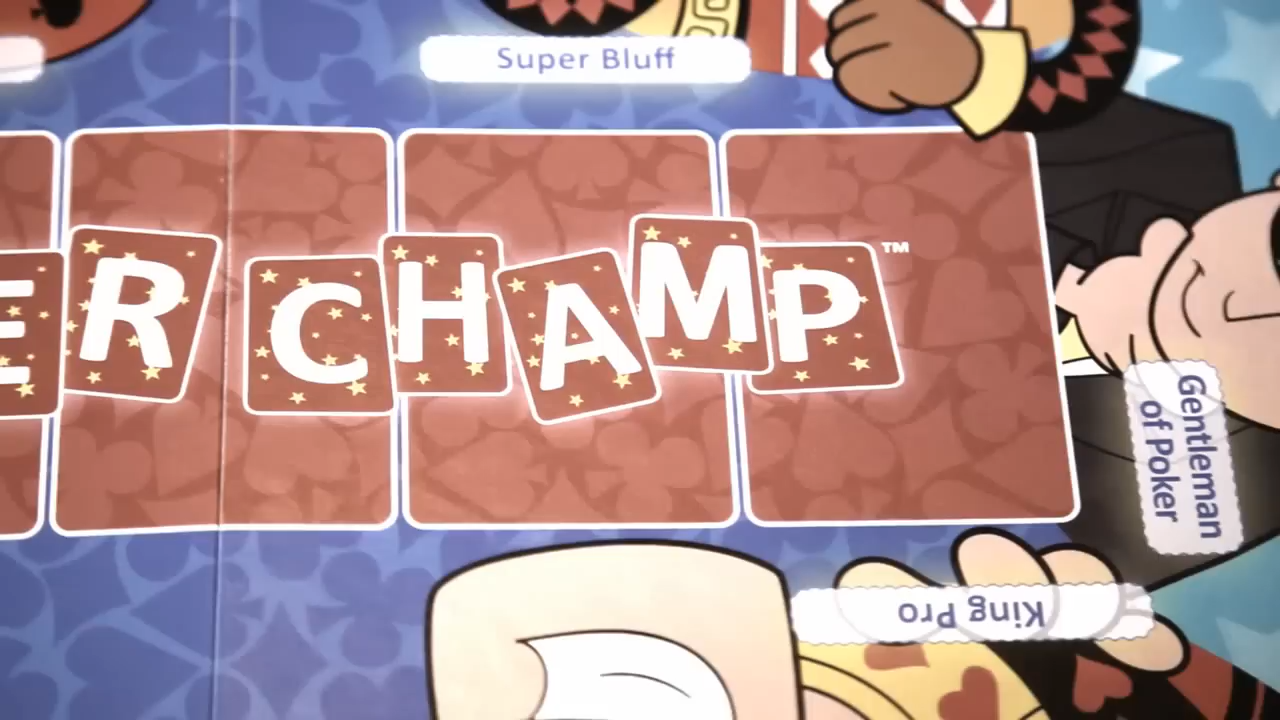 Super Bluff
ER CHAMP™
Gentleman
of Poker
King Pro